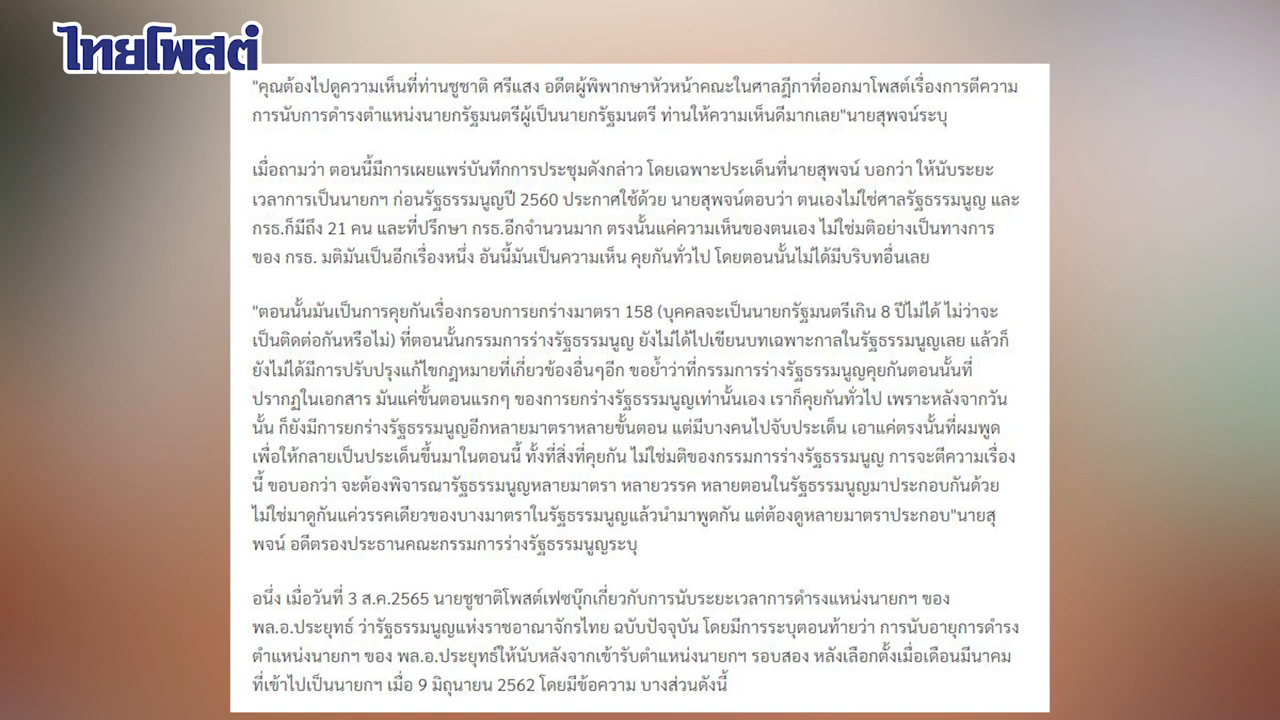 ไทยโพสต์
"คุณต้องไปดูความเห็นที่ท่านชูชาติ ศรีแสง อดีตผู้พิพากษาหัวหน้าคณะในศาลฎีกาที่ออกมาโพสต์เรื่องการตีความ
การนับการดำรงตำแหน่งนายกรัฐมนตรีผู้เป็นนายกรัฐมนตรี ท่านให้ความเห็นดีมากเลย"นายสุพจน์ระบุ
เมื่อถามว่า ตอนนี้มีการเผยแพร่บันทึกการประชุมดังกล่าว โดยเฉพาะประเด็นที่นายสุพจน์ บอกว่า ให้นับระยะ
เวลาการเป็นนายกฯ ก่อนรัฐธรรมนูญปี 2560 ประกาศใช้ด้วย นายสุพจน์ตอบว่า ตนเองไม่ใช่ศาลรัฐธรรมนูญ และ
กรธ.ก็มีถึง 21 คน และที่ปรึกษา กรธ.อีกจำนวนมาก ตรงนั้นแค่ความเห็นของตนเอง ไม่ใช่มติอย่างเป็นทางการ
ของ กรธ. มติมันเป็นอีกเรื่องหนึ่ง อันนี้มันเป็นความเห็น คุยกันทั่วไป โดยตอนนั้นไม่ได้มีบริบทอื่นเลย
"ตอนนั้นมันเป็นการคุยกันเรื่องกรอบการยกร่างมาตรา 158 (บุคคลจะเป็นนายกรัฐมนตรีเกิน 8 ปีไม่ได้ ไม่ว่าจะ
เป็นติดต่อกันหรือไม่) ที่ตอนนั้นกรรมการร่างรัฐธรรมนูญ ยังไม่ได้ไปเขียนบทเฉพาะกาลในรัฐธรรมนูญเลย แล้วก็
ยังไม่ได้มีการปรับปรุงแก้ไขกฎหมายที่เกี่ยวข้องอื่นๆอีก ขอย้ำว่าที่กรรมการร่างรัฐธรรมนูญคุยกันตอนนั้นที่
ปรากฏในเอกสาร มันแค่ขั้นตอนแรกๆ ของการยกร่างรัฐธรรมนูญเท่านั้นเอง เราก็คุยกันทั่วไป เพราะหลังจากวัน
นั้น ก็ยังมีการยกร่างรัฐธรรมนูญอีกหลายมาตราหลายขั้นตอน แต่มีบางคนไปจับประเด็น เอาแค่ตรงนั้นที่ผมพูด
เพื่อให้กลายเป็นประเด็นขึ้นมาในตอนนี้ ทั้งที่สิ่งที่คุยกัน ไม่ใช่มติของกรรมการร่างรัฐธรรมนูญ การจะตีความเรื่อง
นี้ ขอบอกว่า จะต้องพิจารณารัฐธรรมนูญหลายมาตรา หลายวรรค หลายตอนในรัฐธรรมนูญมาประกอบกันด้วย
ไม่ใช่มาดูกันแค่วรรคเดียวของบางมาตราในรัฐธรรมนูญแล้วนำมาพูดกัน แต่ต้องดูหลายมาตราประกอบ"นายสุ
พจน์ อดีตรองประธานคณะกรรมการร่างรัฐธรรมนูญระบุ
อนึ่ง เมื่อวันที่ 3 ส.ค.2565 นายชูชาติโพสต์เฟซบุ๊กเกี่ยวกับการนับระยะเวลาการดำรงแหน่งนายกฯ ของ
พล.อ.ประยุทธ์ ว่ารัฐธรรมนูญแห่งราชอาณาจักรไทย ฉบับปัจจุบัน โดยมีการระบุตอนท้ายว่า การนับอายุการดำรง
ตำแหน่งนายกฯ ของ พล.อ.ประยุทธ์ให้นับหลังจากเข้ารับตำแหน่งนายกฯ รอบสอง หลังเลือกตั้งเมื่อเดือนมีนาคม
ที่เข้าไปเป็นนายกฯ เมื่อ 9 มิถุนายน 2562 โดยมีข้อความ บางส่วนดังนี้